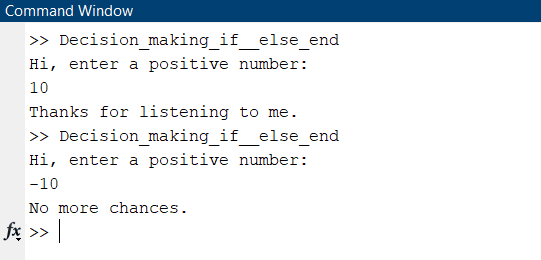 Command Window
>> Decision_making_if__else_end
Hi, enter a positive number:
10
Thanks for listening to me.
>> Decision_making_if__else_end
Hi, enter a positive number:
-10
No more chances.
fx >>